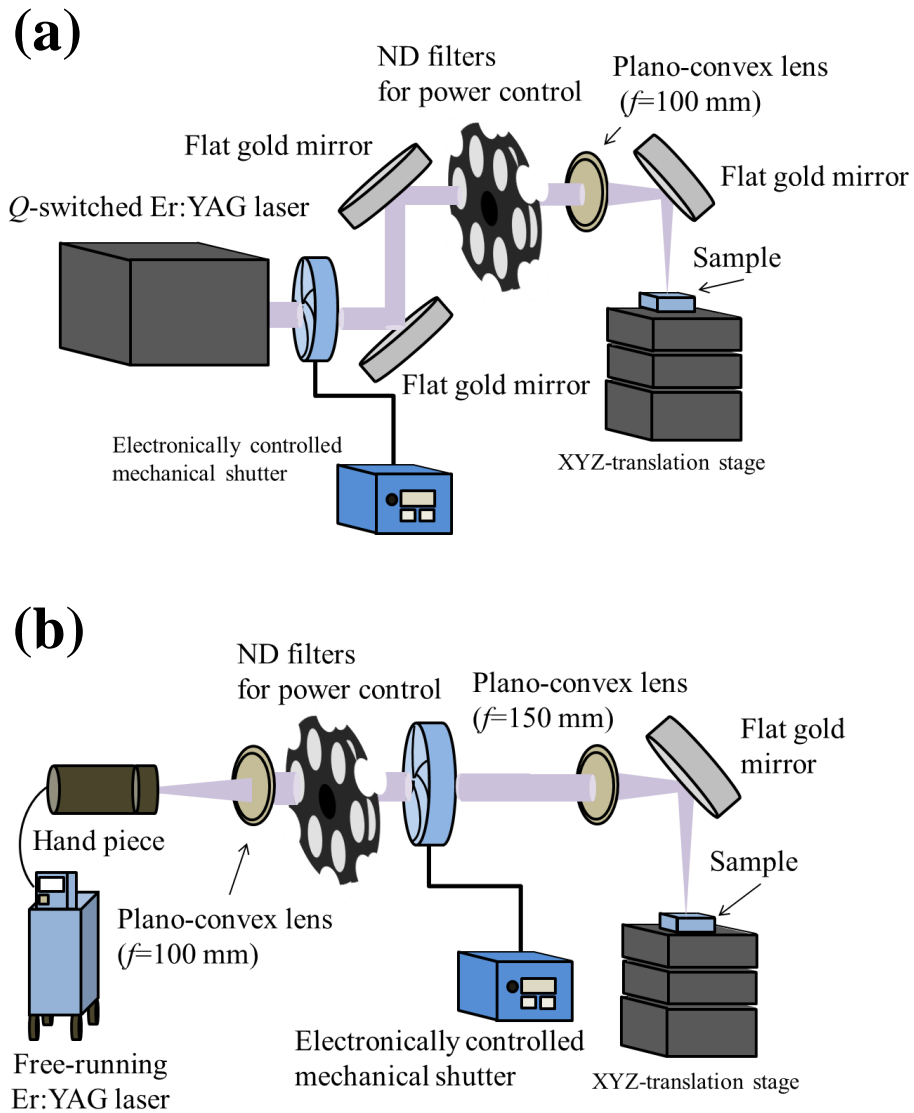 (a)
ND filters
for power control
Plano-convex lens
(f=100 mm)
Flat gold mirror
Flat gold mirror
Q-switched Er:YAG laser
Sample
Flat gold mirror
Electronically controlled
mechanical shutter
XYZ-translation stage
(b)
ND filters
for power control
Plano-convex lens
(f=150 mm)
Flat gold
mirror
Hand piece
Sample
Plano-convex lens
(f=100 mm)
Electronically controlled
mechanical shutter
Free-running
Er:YAG laser
XYZ-translation stage